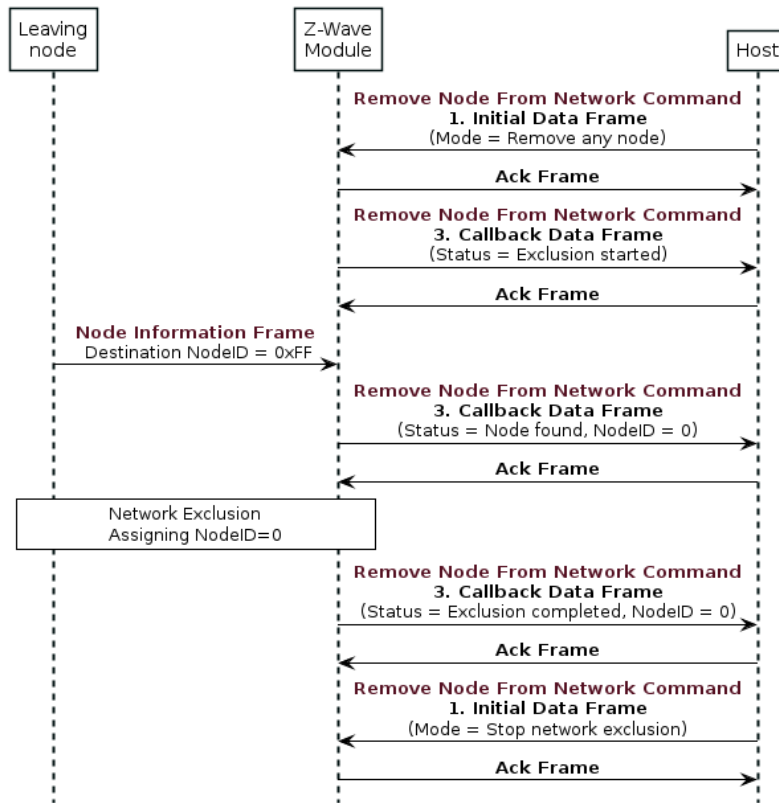 Leaving
node
Z-Wave
Module
Host
Remove Node From Network Command
1. Initial Data Frame
(Mode = Remove any node)
Ack Frame
Remove Node From Network Command
3. Callback Data Frame
(Status = Exclusion started)
Ack Frame
Node Information Frame
Destination NodeID = 0xFF
Remove Node From Network Command
3. Callback Data Frame
(Status = Node found, NodeID = 0)
Ack Frame
Network Exclusion
Assigning NodeID=0
Remove Node From Network Command
3. Callback Data Frame
(Status = Exclusion completed, NodeID = 0)
Ack Frame
Remove Node From Network Command
1. Initial Data Frame
(Mode = Stop network exclusion)
Ack Frame